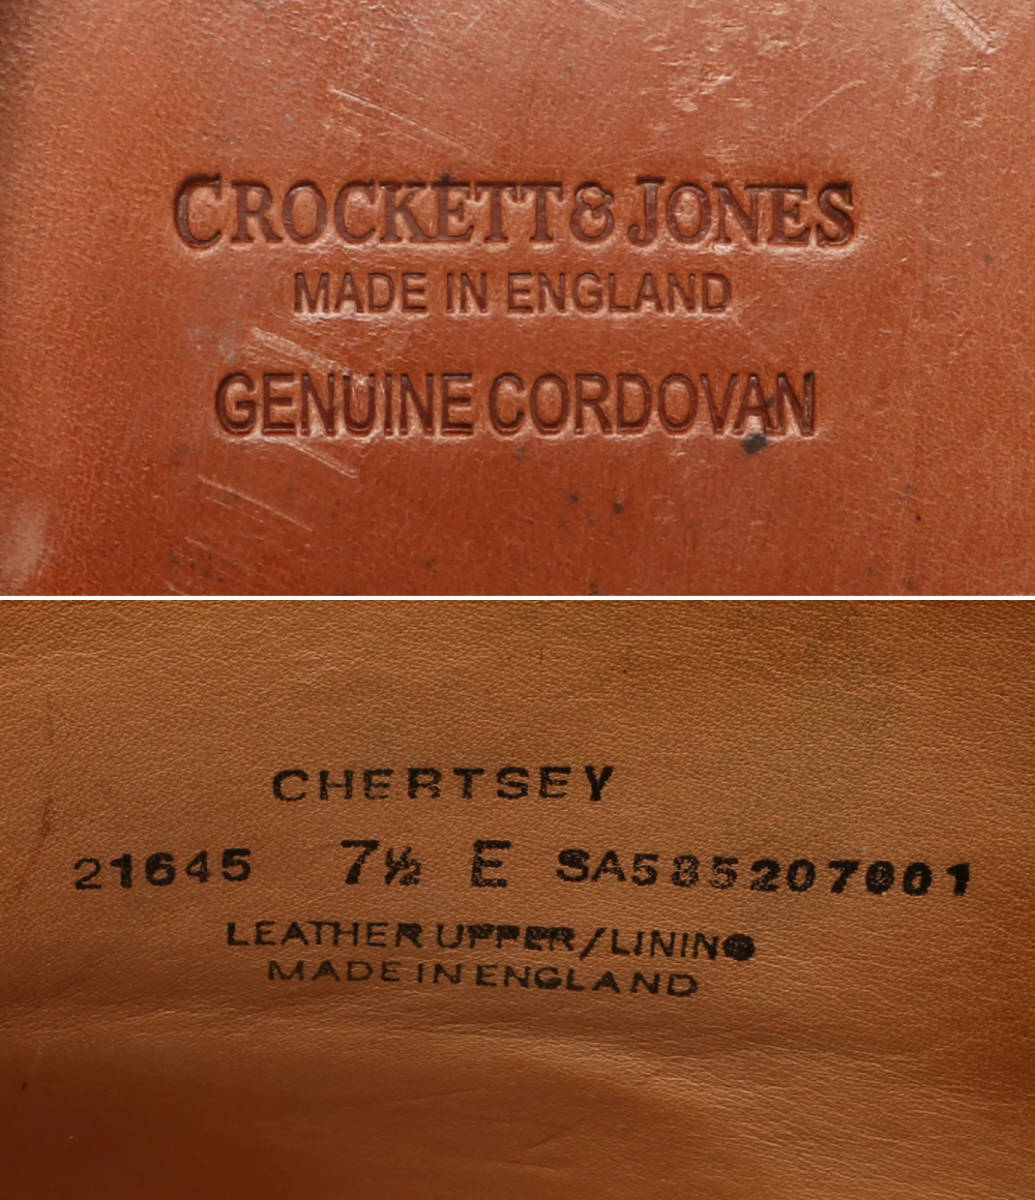 CROCKETT & JONES
MADE IN ENGLAND
GENUINE CORDOVAN
CHERTSEY
21645 7½ E SA585207001
LEATHER UPPER/LINING
MADE IN ENGLAND